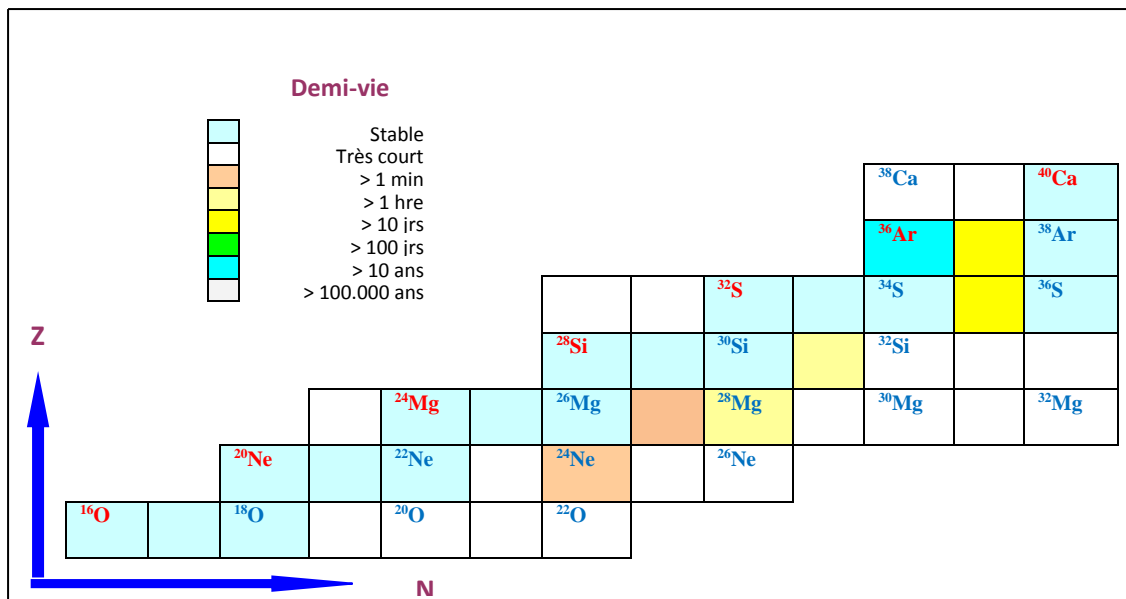 Demi-vie
Stable
Très court
> 1 min
> 1 hre
> 10 jrs
> 100 jrs
> 10 ans
> 100.000 ans
³⁸Ca ⁴⁰Ca
³⁶Ar ³⁸Ar
³²S ³⁴S ³⁶S
Z
²⁸Si ³⁰Si ³²Si
²⁴Mg ²⁶Mg ²⁸Mg ³⁰Mg ³²Mg
²⁰Ne ²²Ne ²⁴Ne ²⁶Ne
¹⁶O ¹⁸O ²⁰O ²²O
N